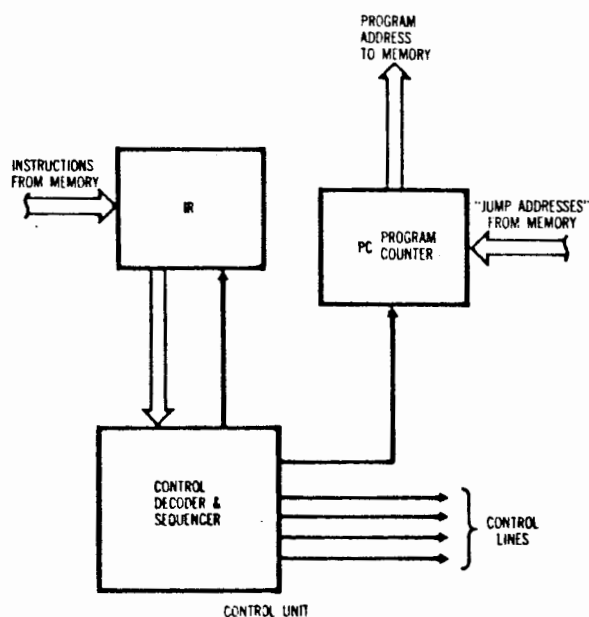 PROGRAM
ADDRESS
TO MEMORY
INSTRUCTIONS
FROM MEMORY
IR
"JUMP ADDRESSES"
FROM MEMORY
PC PROGRAM
COUNTER
CONTROL
DECODER &
SEQUENCER
CONTROL
LINES
CONTROL UNIT